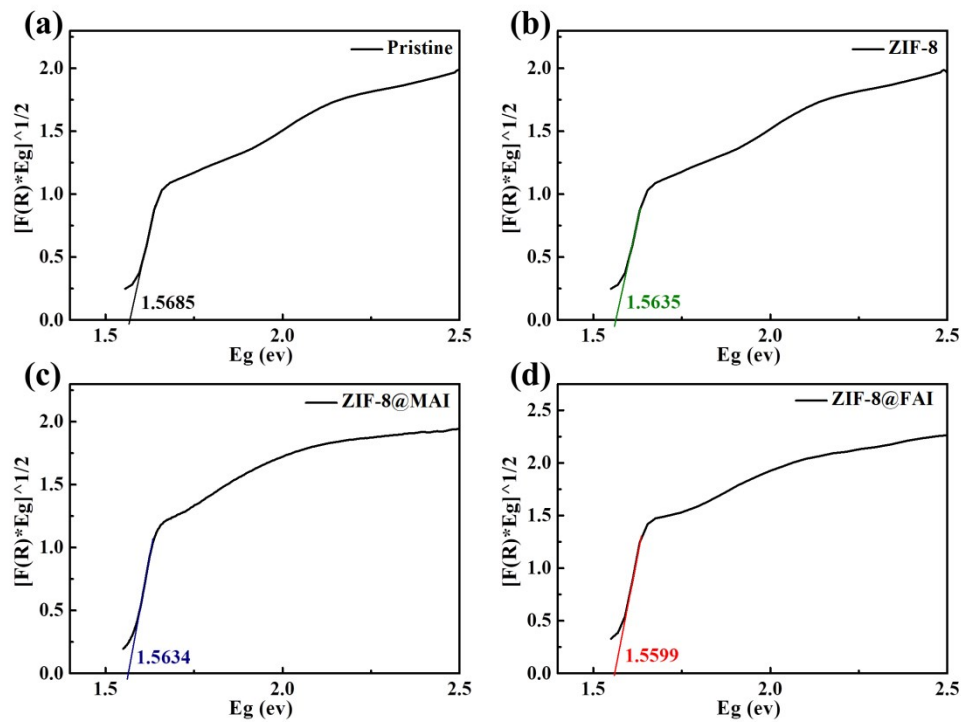 (a)
Pristine
2.0
1.5
1.0
0.5
0.0
[F(R)*Eg]^1/2
1.5685
1.5 2.0 2.5
Eg (ev)
(b)
ZIF-8
2.0
1.5
1.0
0.5
0.0
[F(R)*Eg]^1/2
1.5635
1.5 2.0 2.5
Eg (ev)
(c)
ZIF-8@MAI
2.0
1.5
1.0
0.5
0.0
[F(R)*Eg]^1/2
1.5634
1.5 2.0 2.5
Eg (ev)
(d)
ZIF-8@FAI
2.5
2.0
1.5
1.0
0.5
0.0
[F(R)*Eg]^1/2
1.5599
1.5 2.0 2.5
Eg (ev)